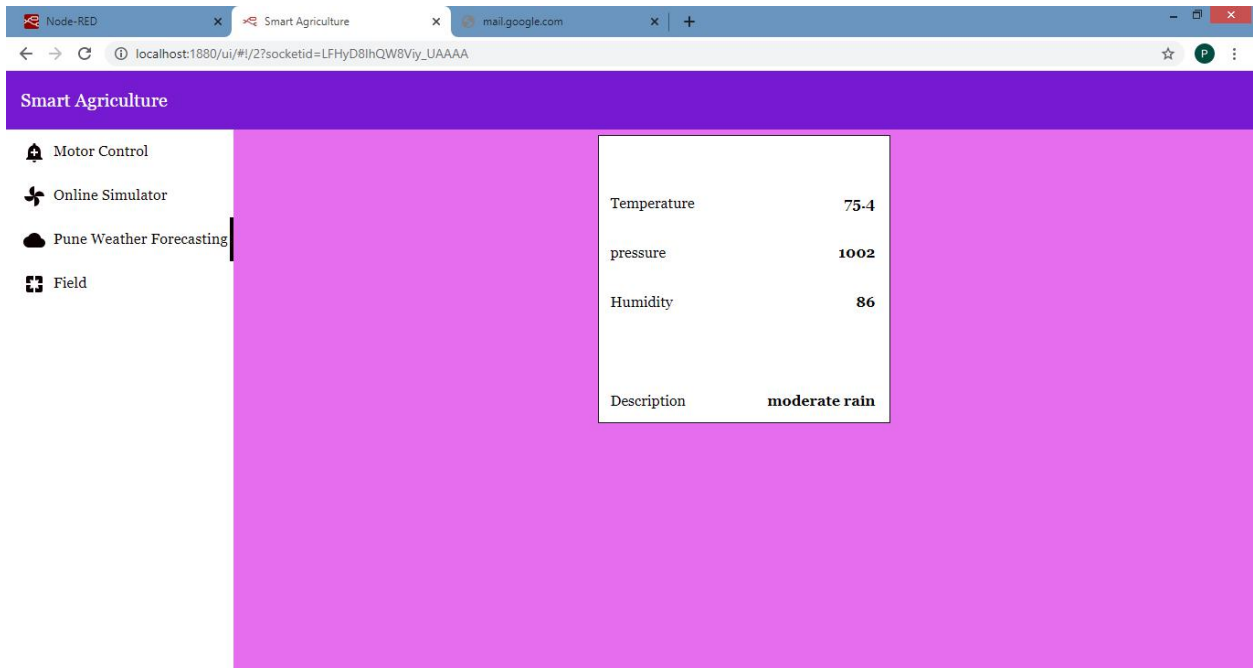 Node-RED
Smart Agriculture
mail.google.com
localhost:1880/ui/#!/2?socketid=LFHyD8IhQW8Viy_UAAAA
P
Smart Agriculture
Motor Control
Online Simulator
Pune Weather Forecasting
Field
Temperature 75.4
pressure 1002
Humidity 86
Description moderate rain